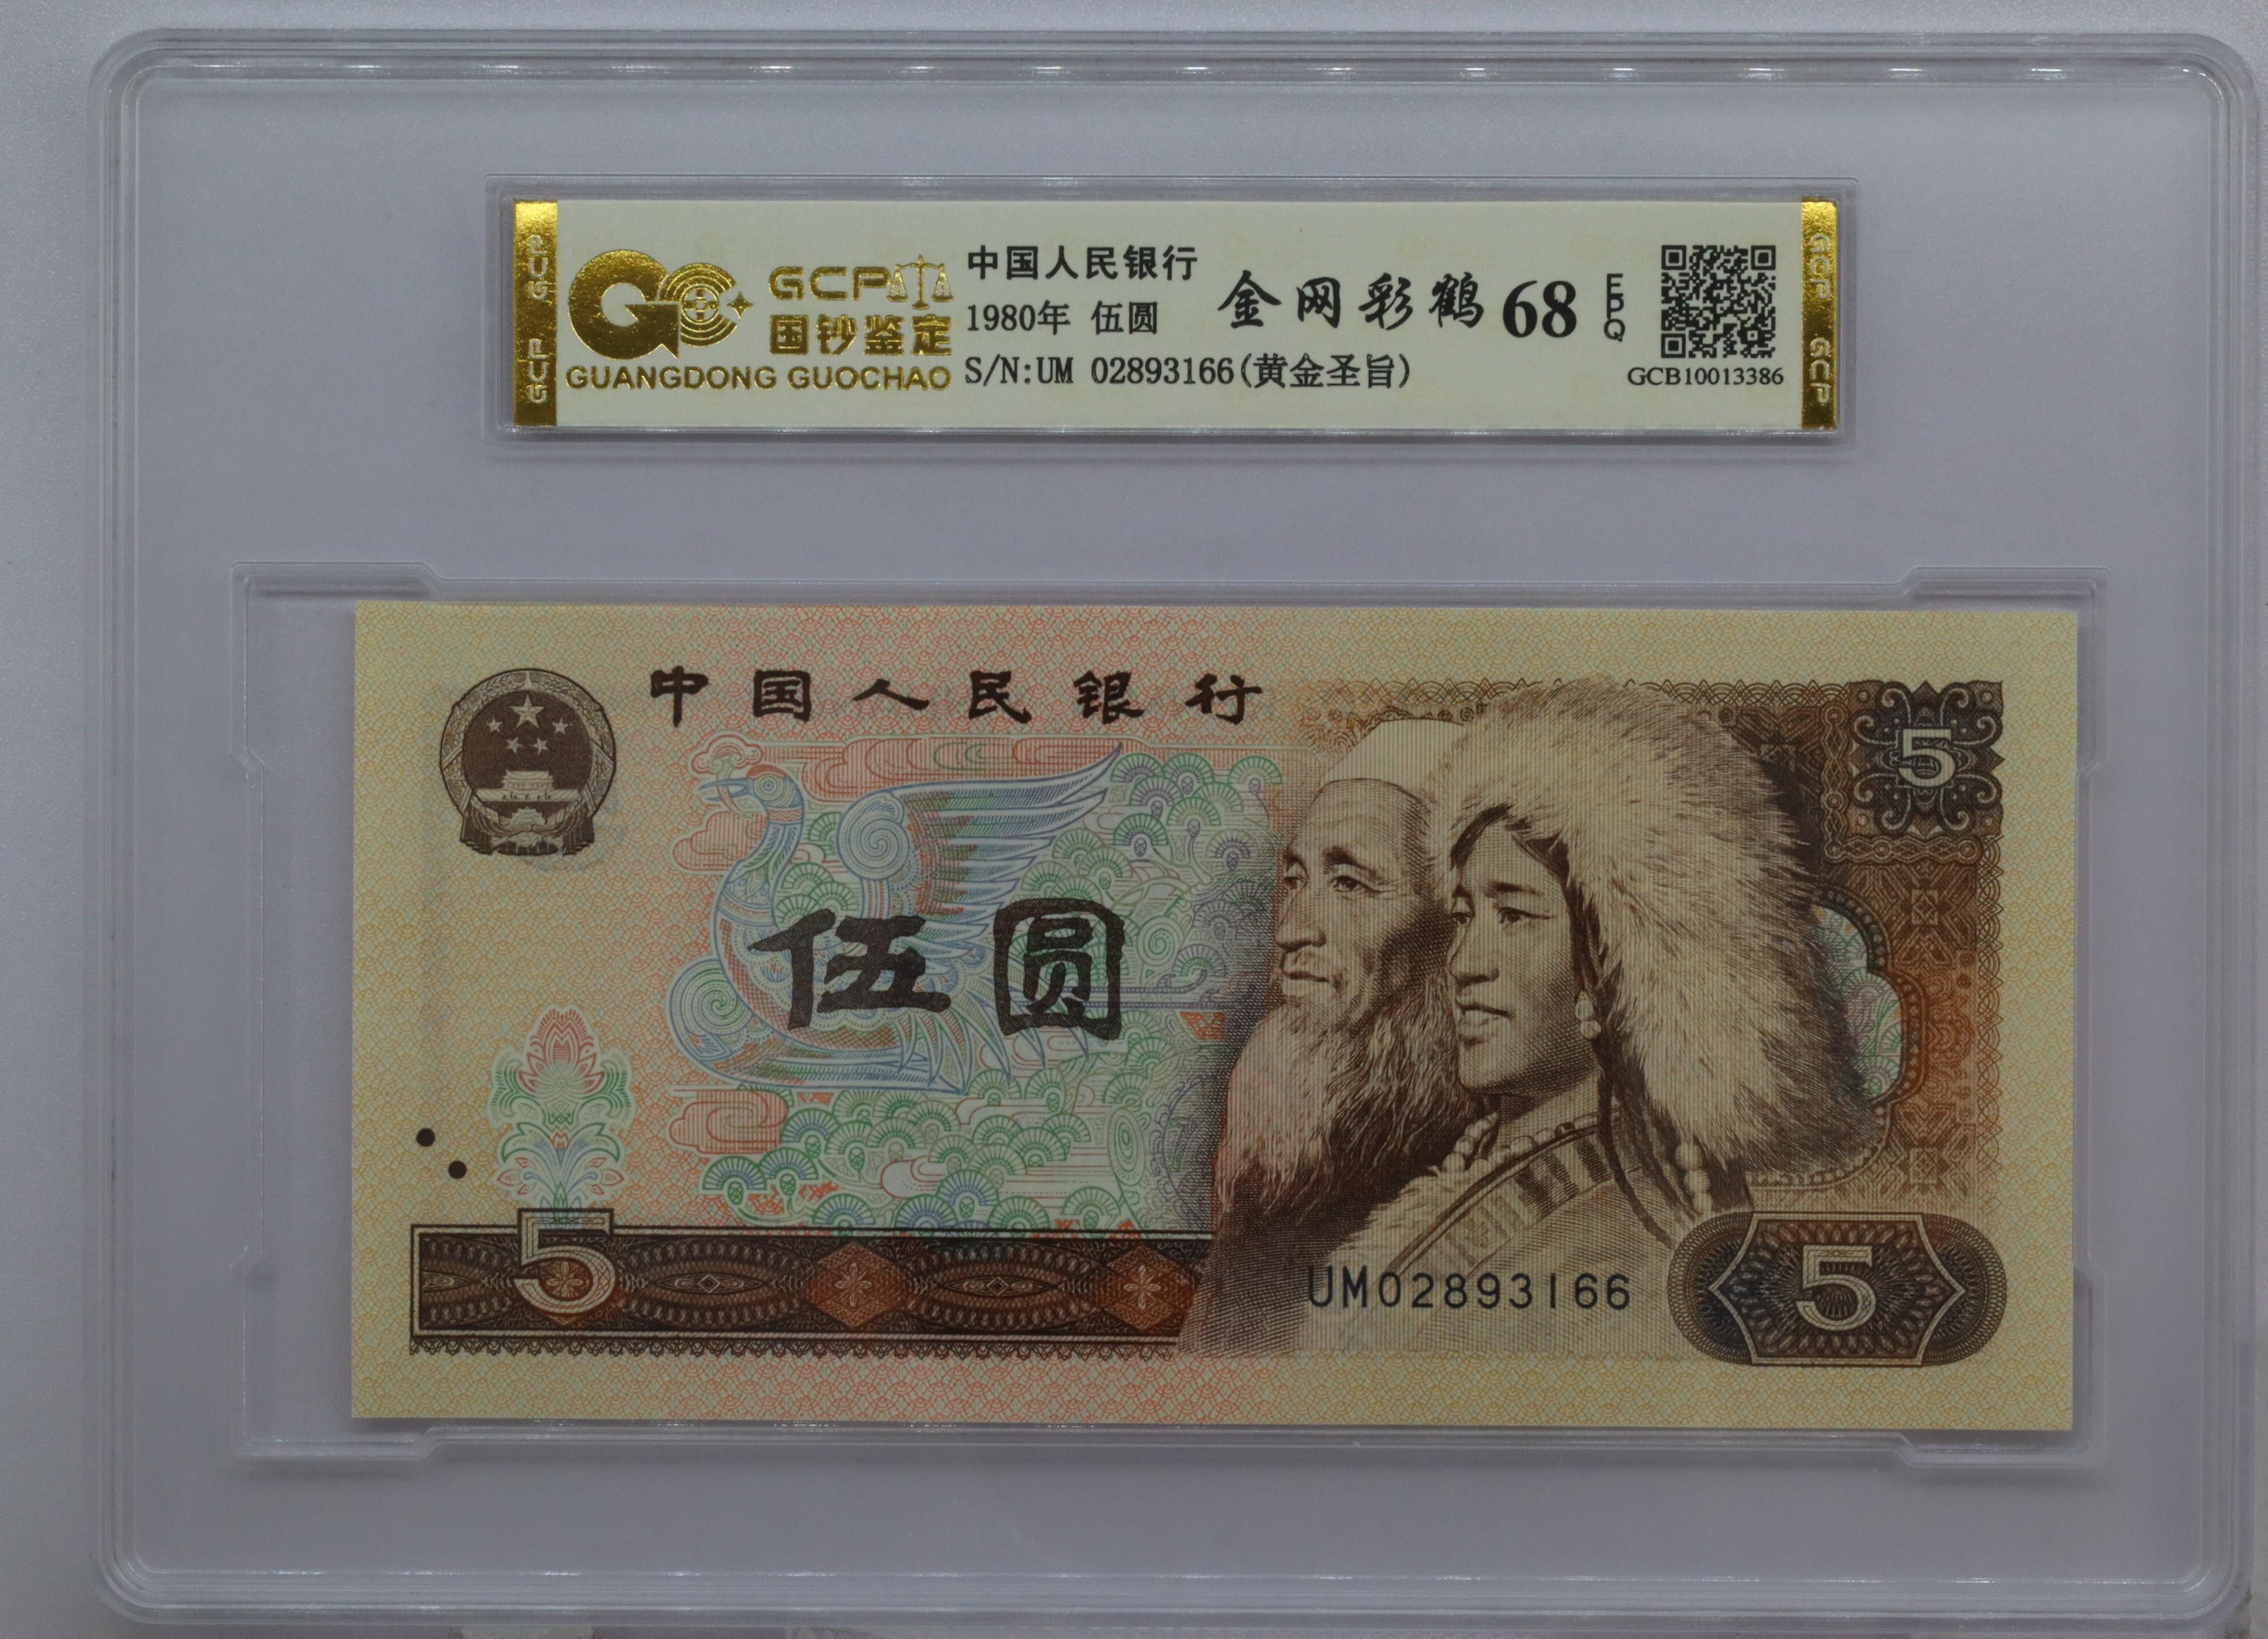 GCP
国钞鉴定
GUANGDONG GUOCHAO
中国人民银行
1980年 伍圆
S/N:UM 02893166(黄金圣旨)
金网彩鹤 68 EPQ
GCB10013386
中国人民银行
5
伍圆
5
UM02893166
5